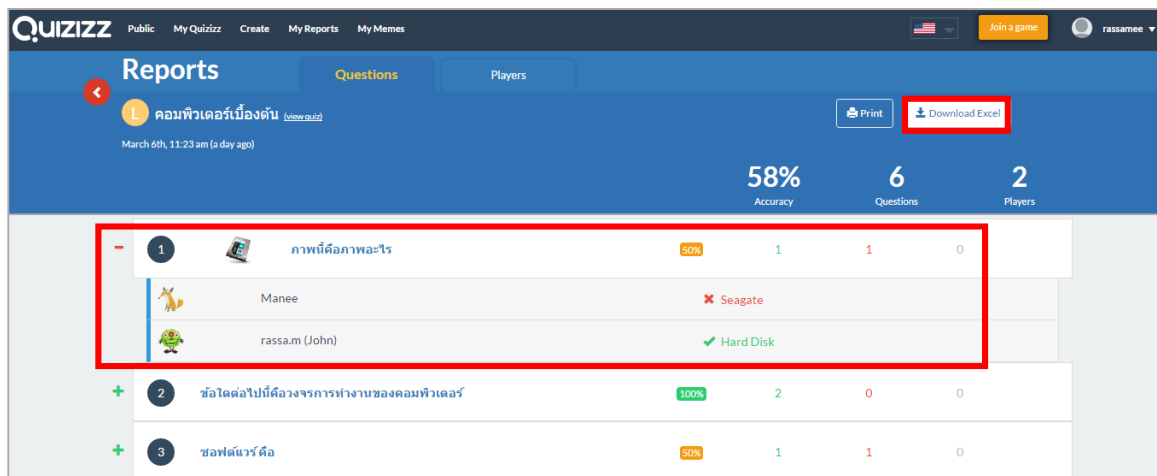 QUIZIZZ Public My Quizizz Create My Reports My Memes Join a game rassamee
Reports Questions Players
L คอมพิวเตอร์เบื้องต้น (view quiz) Print Download Excel
March 6th, 11:23 am (a day ago)
58% 6 2
Accuracy Questions Players
1 ภาพนี้คือภาพอะไร 50% 1 1 0
Manee Seagate
rassa.m (John) Hard Disk
2 ข้อใดต่อไปนี้คือวงจรการทำงานของคอมพิวเตอร์ 100% 2 0 0
3 ซอฟต์แวร์ คือ 50% 1 1 0